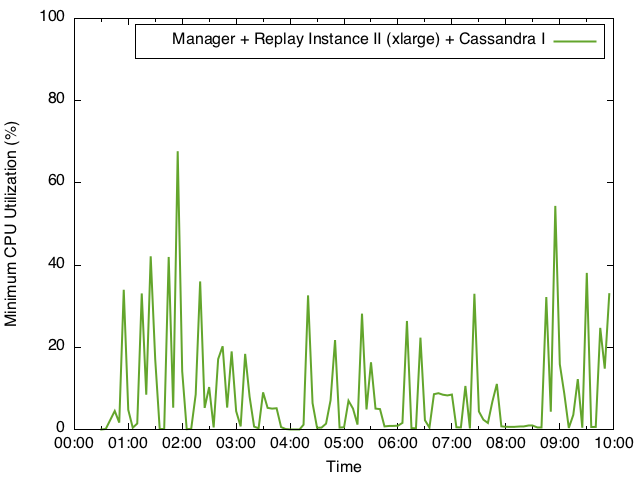 100
Manager + Replay Instance II (xlarge) + Cassandra I
80
60
40
20
0
Minimum CPU Utilization (%)
00:00 01:00 02:00 03:00 04:00 05:00 06:00 07:00 08:00 09:00 10:00
Time